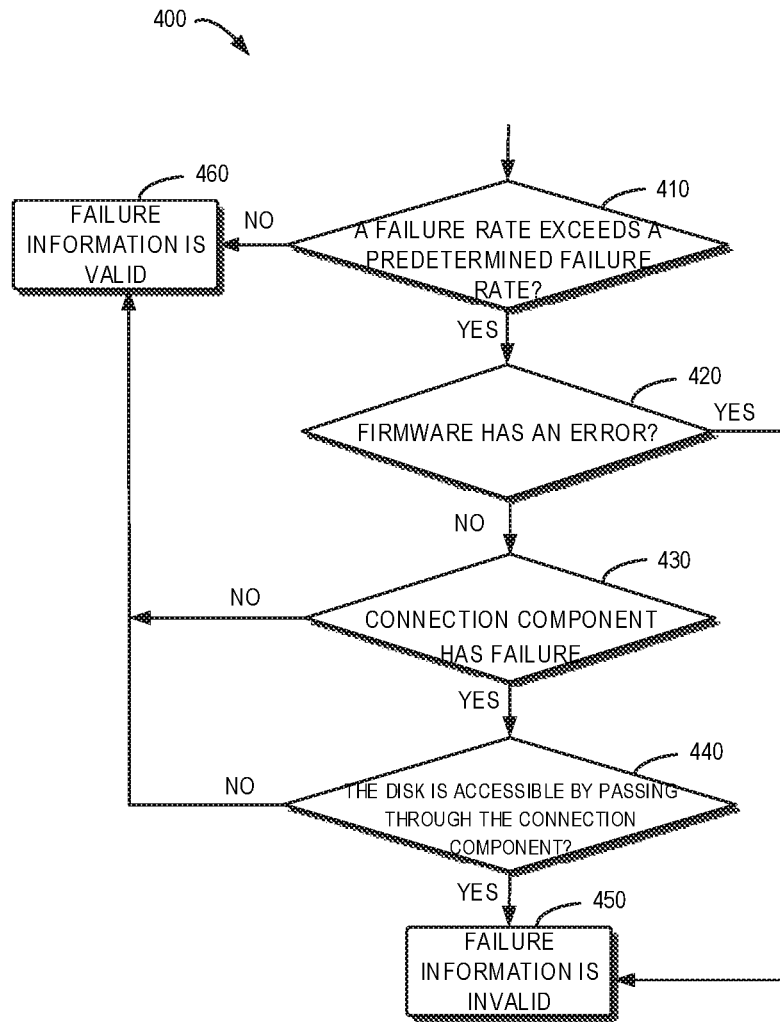 400
460
410
FAILURE
INFORMATION IS
VALID
NO
A FAILURE RATE EXCEEDS A
PREDETERMINED FAILURE
RATE?
YES
420
FIRMWARE HAS AN ERROR?
YES
NO
430
NO
CONNECTION COMPONENT
HAS FAILURE
YES
440
NO
THE DISK IS ACCESSIBLE BY PASSING
THROUGH THE CONNECTION
COMPONENT?
YES
450
FAILURE
INFORMATION IS
INVALID